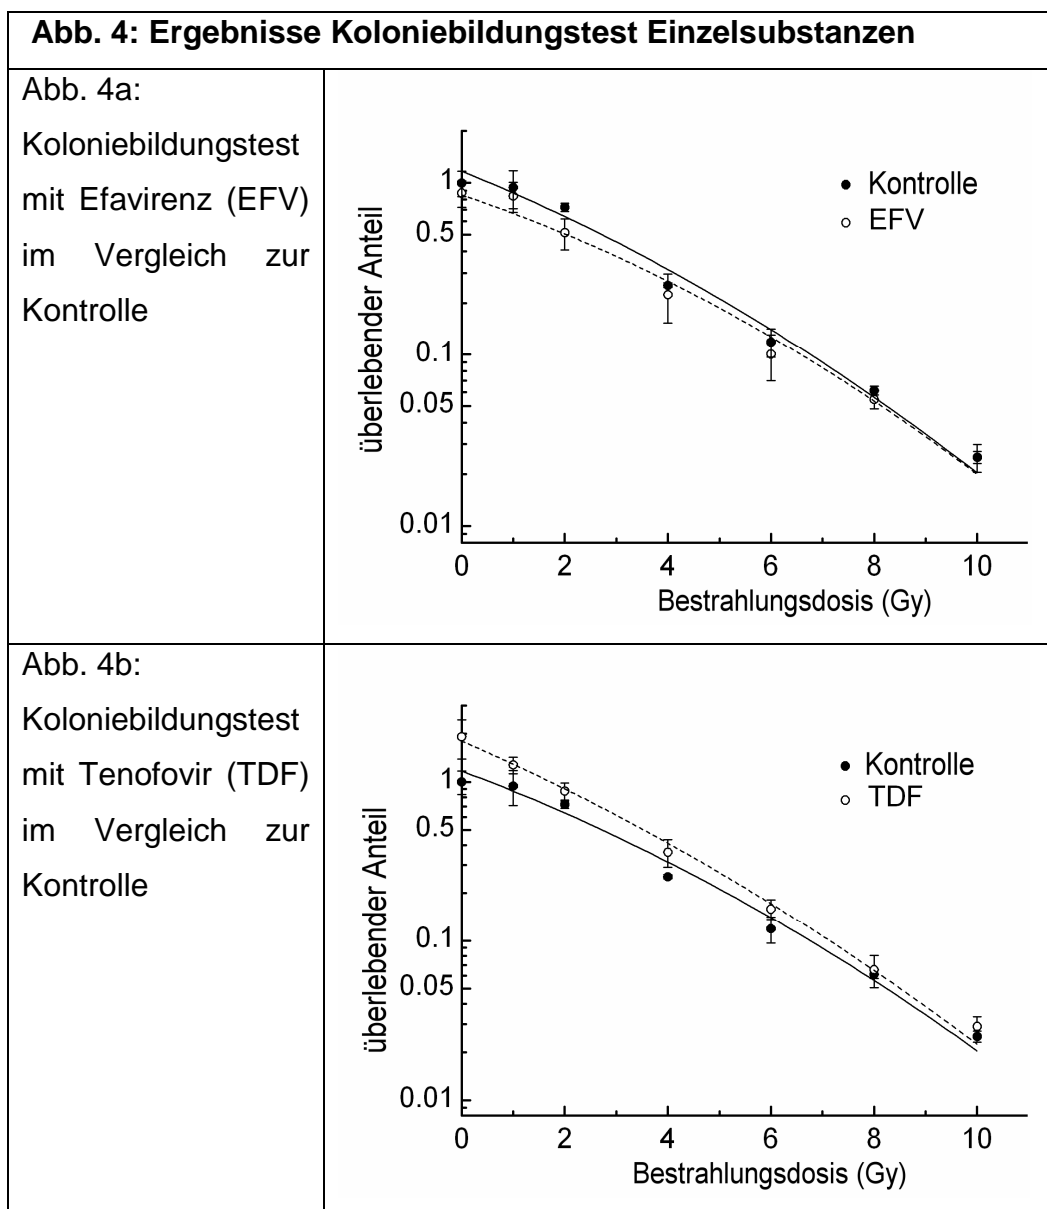 Abb. 4: Ergebnisse Koloniebildungstest Einzelsubstanzen
Abb. 4a:
Koloniebildungstest
mit Efavirenz (EFV)
im Vergleich zur
Kontrolle
überlebender Anteil
1
0.5
0.1
0.05
0.01
Kontrolle
EFV
0 2 4 6 8 10
Bestrahlungsdosis (Gy)
Abb. 4b:
Koloniebildungstest
mit Tenofovir (TDF)
im Vergleich zur
Kontrolle
überlebender Anteil
1
0.5
0.1
0.05
0.01
Kontrolle
TDF
0 2 4 6 8 10
Bestrahlungsdosis (Gy)